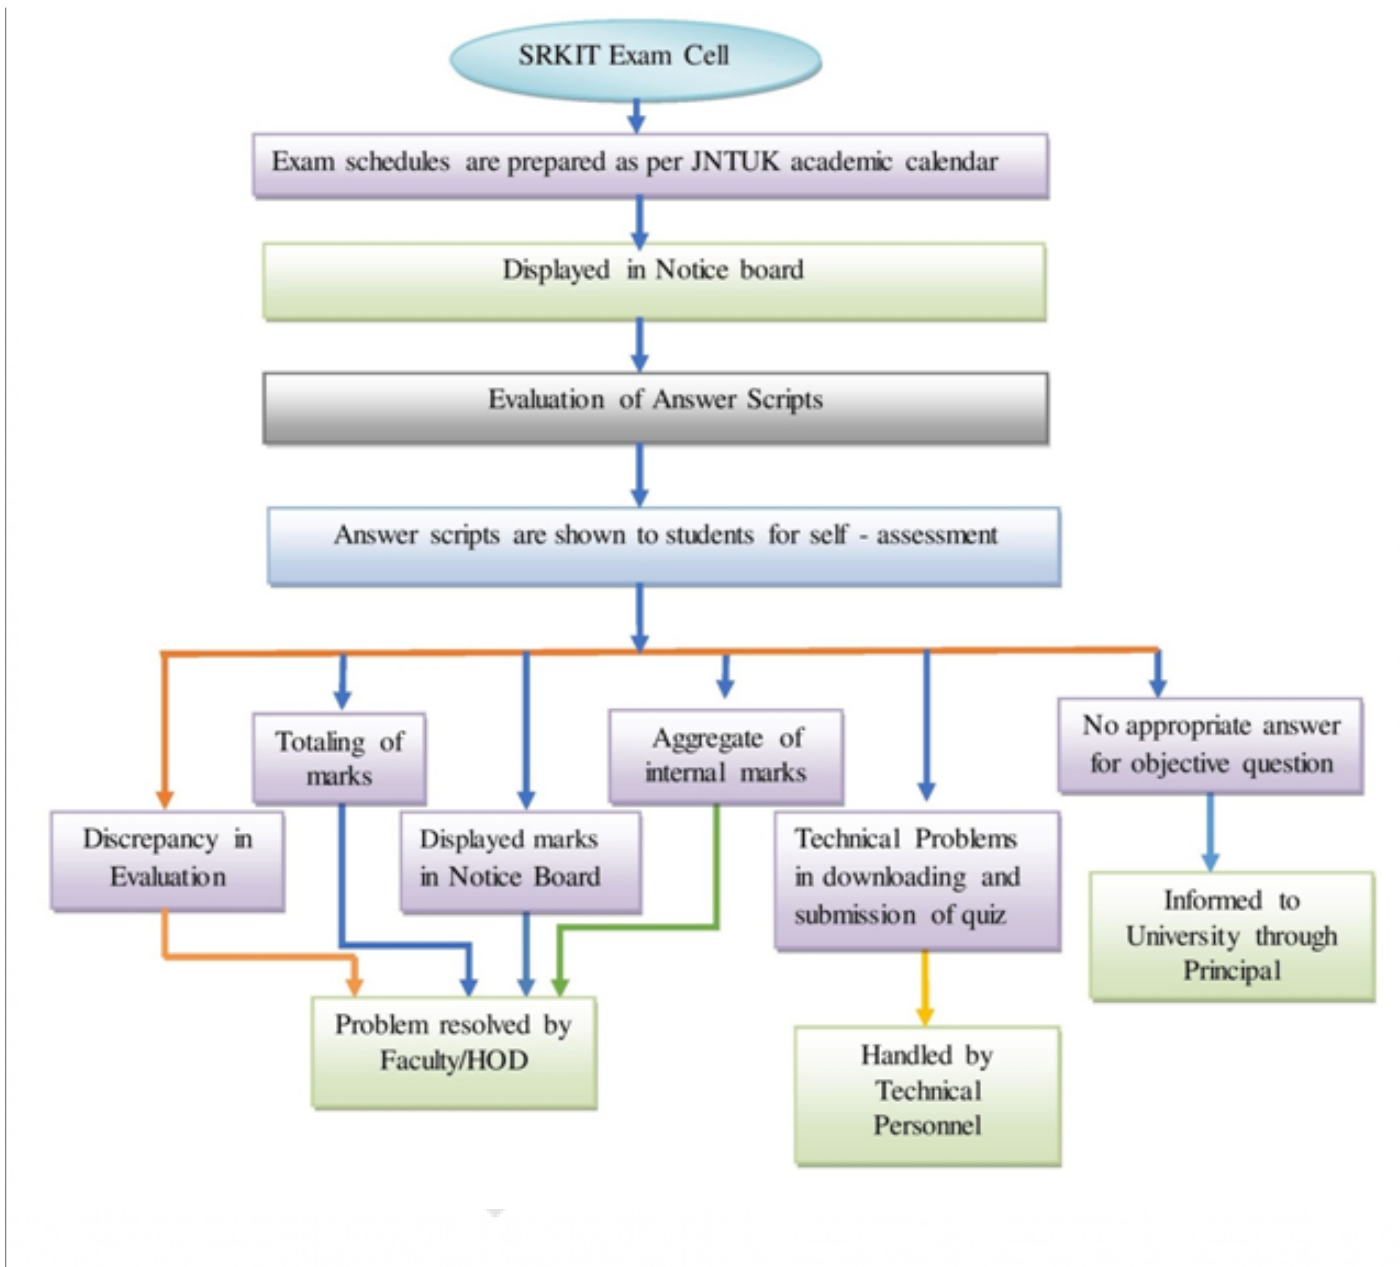 SRKIT Exam Cell
Exam schedules are prepared as per JNTUK academic calendar
Displayed in Notice board
Evaluation of Answer Scripts
Answer scripts are shown to students for self - assessment
Discrepancy in
Evaluation
Totaling of
marks
Displayed marks
in Notice Board
Aggregate of
internal marks
Technical Problems
in downloading and
submission of quiz
No appropriate answer
for objective question
Problem resolved by
Faculty/HOD
Handled by
Technical
Personnel
Informed to
University through
Principal